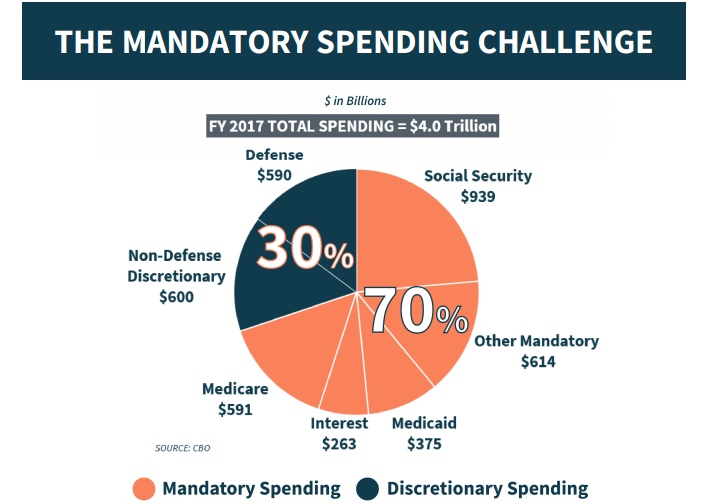 THE MANDATORY SPENDING CHALLENGE
$ in Billions
FY 2017 TOTAL SPENDING = $4.0 Trillion
Defense
$590
Social Security
$939
30%
Non-Defense
Discretionary
$600
70%
Other Mandatory
$614
Medicare
$591
Interest
$263
Medicaid
$375
SOURCE: CBO
Mandatory Spending
Discretionary Spending